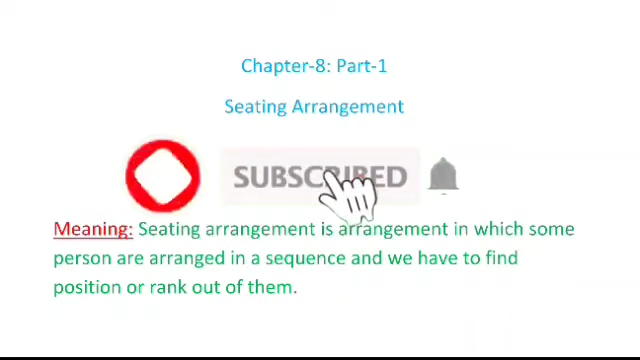 Chapter-8: Part-1
Seating Arrangement
SUBSCRIBED
Meaning: Seating arrangement is arrangement in which some
person are arranged in a sequence and we have to find
position or rank out of them.